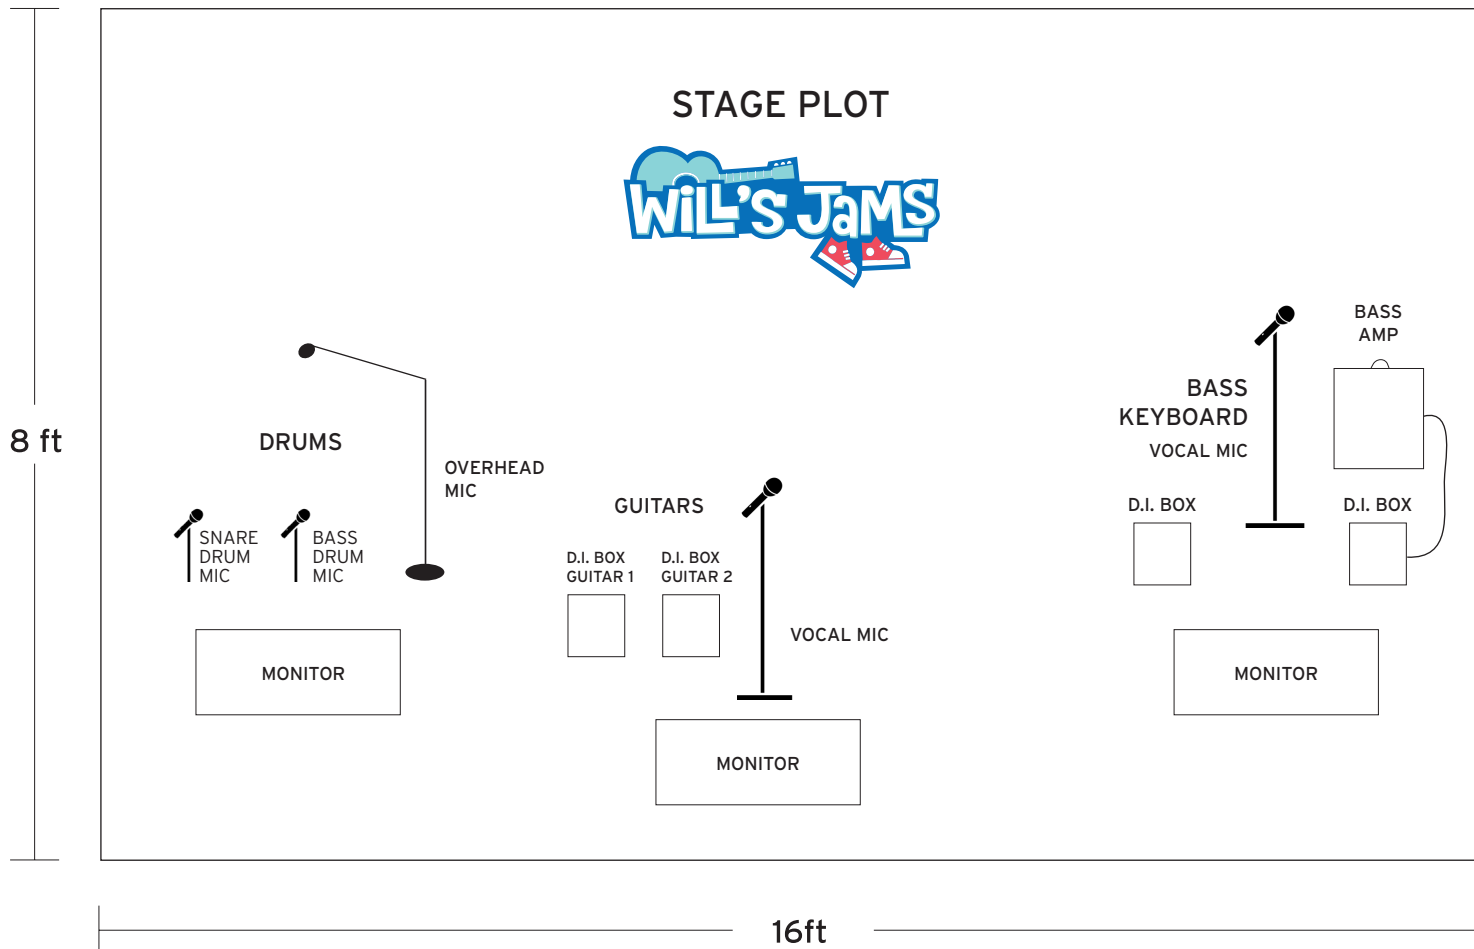 STAGE PLOT
WiLL'S JaMS
8 ft
DRUMS
OVERHEAD
MIC
SNARE
DRUM
MIC
BASS
DRUM
MIC
MONITOR
GUITARS
D.I. BOX
GUITAR 1
D.I. BOX
GUITAR 2
VOCAL MIC
MONITOR
BASS
AMP
BASS
KEYBOARD
VOCAL MIC
D.I. BOX
D.I. BOX
MONITOR
16ft